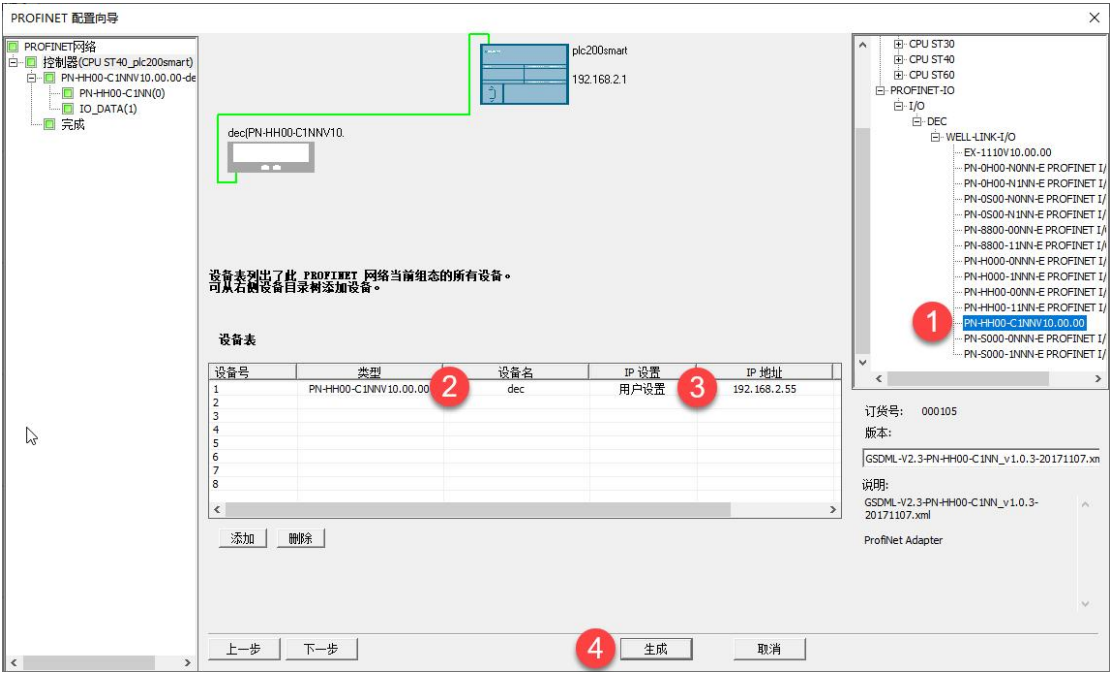 PROFINET 配置向导
PROFINET网络
控制器(CPU ST40_plc200smart)
PN-HH00-C1NNV10.00.00-de
PN-HH00-C1NN(0)
IO_DATA(1)
完成
plc200smart
192.168.2.1
dec(PN-HH00-C1NNV10.
设备表列出了此 PROFINET 网络当前组态的所有设备。
可从右侧设备目录树添加设备。
设备表
设备号 类型 设备名 IP 设置 IP 地址
1 PN-HH00-C1NNV10.00.00 2 dec 用户设置 3 192.168.2.55
2
3
4
5
6
7
8
添加 删除
上一步 下一步 4 生成 取消
CPU ST30
CPU ST40
CPU ST60
PROFINET-IO
I/O
DEC
WELL-LINK-I/O
EX-1110V10.00.00
PN-0H00-N0NN-E PROFINET I/
PN-0H00-N1NN-E PROFINET I/
PN-0S00-N0NN-E PROFINET I/
PN-0S00-N1NN-E PROFINET I/
PN-8800-00NN-E PROFINET I/
PN-8800-11NN-E PROFINET I/
PN-H000-0NNN-E PROFINET I/
PN-H000-1NNN-E PROFINET I/
PN-HH00-00NN-E PROFINET I/
PN-HH00-11NN-E PROFINET I/
1 PN-HH00-C1NNV10.00.00
PN-S000-0NNN-E PROFINET I/
PN-S000-1NNN-E PROFINET I/
订货号: 000105
版本:
GSDML-V2.3-PN-HH00-C1NN_v1.0.3-20171107.xm
说明:
GSDML-V2.3-PN-HH00-C1NN_v1.0.3-
20171107.xml
ProfiNet Adapter